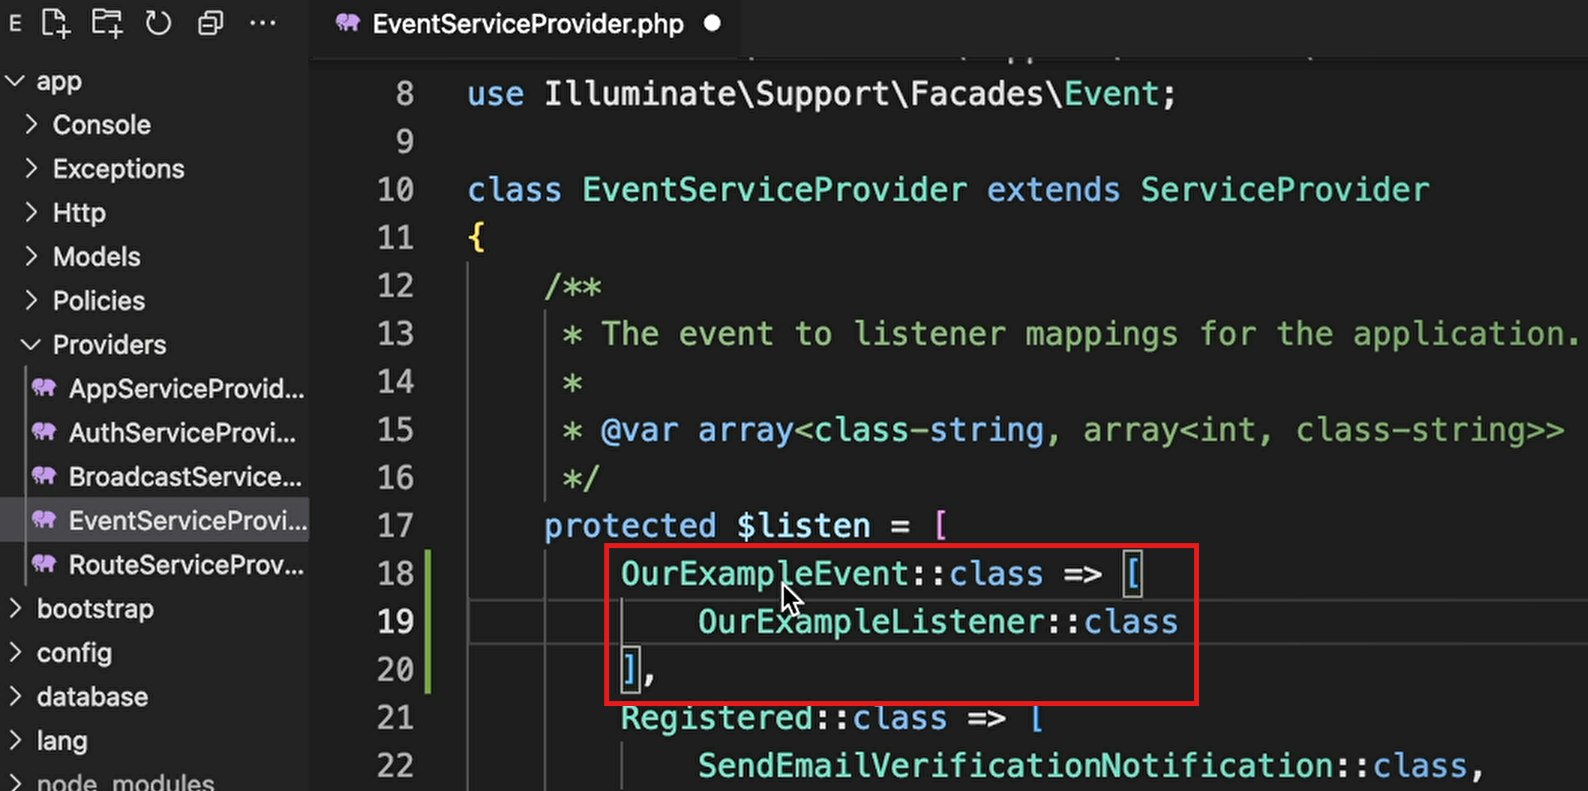 E
EventServiceProvider.php
app
Console
Exceptions
Http
Models
Policies
Providers
AppServiceProvid...
AuthServiceProvi...
BroadcastService...
EventServiceProvi...
RouteServiceProv...
bootstrap
config
database
lang
node_modules
8 use Illuminate\Support\Facades\Event;
9
10 class EventServiceProvider extends ServiceProvider
11 {
12 /**
13 * The event to listener mappings for the application.
14 *
15 * @var array<class-string, array<int, class-string>>
16 */
17 protected $listen = [
18 OurExampleEvent::class => [
19 OurExampleListener::class
20 ],
21 Registered::class => [
22 SendEmailVerificationNotification::class,